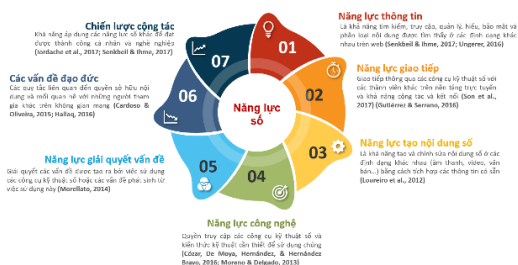 Chiến lược cộng tác
Khả năng áp dụng các năng lực số khác để đạt
được thành công cá nhân và nghề nghiệp
(Iordache et al., 2017; Senkbeil & Ihme, 2017)
07
Năng lực thông tin
Là khả năng tìm kiếm, truy cập, quản lý, hiểu, bảo mật và
phân loại nội dung được tìm thấy ở các định dạng khác
nhau trên web (Senkbeil & Ihme, 2017; Ungerer, 2016)
01
Các vấn đề đạo đức
Các quy tắc liên quan đến quyền sở hữu nội
dung và mối quan hệ với những người tham
gia khác trên không gian mạng (Cardoso &
Oliveira, 2015; Hallaq, 2016)
06
Năng lực giao tiếp
Giao tiếp thông qua các công cụ kỹ thuật số với
các thành viên khác trên nền tảng trực tuyến
và khả năng cộng tác và kết nối (Son et al.,
2017) (Gutiérrez & Serrano, 2016)
02
Năng lực
số
Năng lực giải quyết vấn đề
Giải quyết các vấn đề được tạo ra bởi việc sử dụng
các công cụ kỹ thuật số hoặc các vấn đề phát sinh từ
việc sử dụng này (Morellato, 2014)
05
Năng lực tạo nội dung số
Là khả năng tạo và chỉnh sửa nội dung số ở các
định dạng khác nhau (âm thanh, video, văn
bản...) bằng cách tích hợp các thông tin có sẵn
(Loureiro et al., 2012)
03
04
Năng lực công nghệ
Quyền truy cập các công cụ kỹ thuật số và
kiến thức kỹ thuật cần thiết để sử dụng chúng
(Cózar, De Moya, Hernández, & Hernández
Bravo, 2016; Moreno & Delgado, 2013)